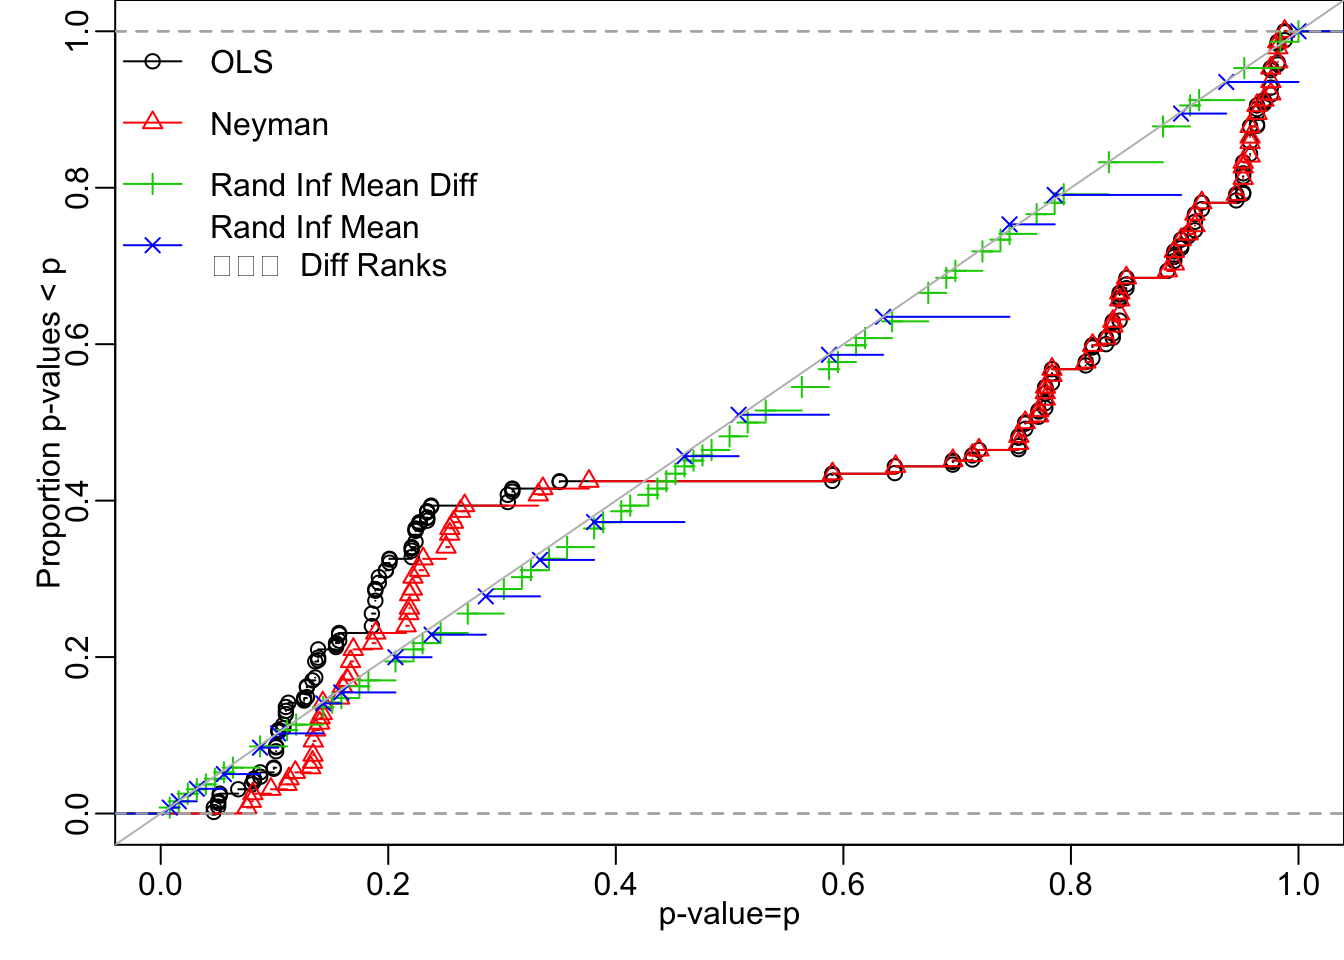 OLS
Neyman
Rand Inf Mean Diff
Rand Inf Mean
□□□ Diff Ranks
Proportion p-values < p
1.0
0.8
0.6
0.4
0.2
0.0
0.0 0.2 0.4 0.6 0.8 1.0
p-value=p